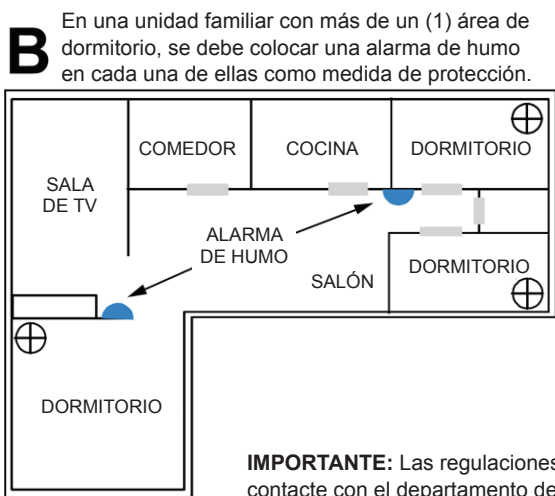 B
En una unidad familiar con más de un (1) área de
dormitorio, se debe colocar una alarma de humo
en cada una de ellas como medida de protección.
COMEDOR
COCINA
DORMITORIO
SALA
DE TV
ALARMA
DE HUMO
SALÓN
DORMITORIO
DORMITORIO
IMPORTANTE: Las regulaciones
contacte con el departamento de